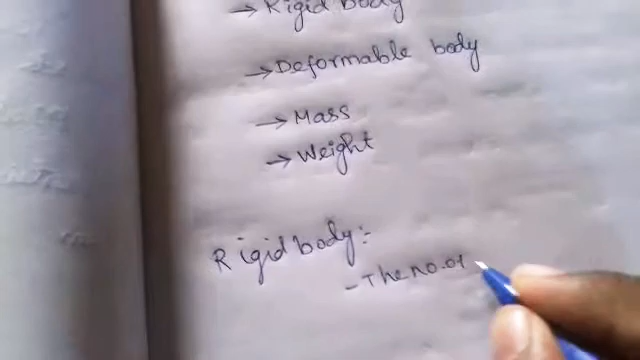 → Rigid body
→ Deformable body
→ Mass
→ Weight
Rigid body:-
- The no. of